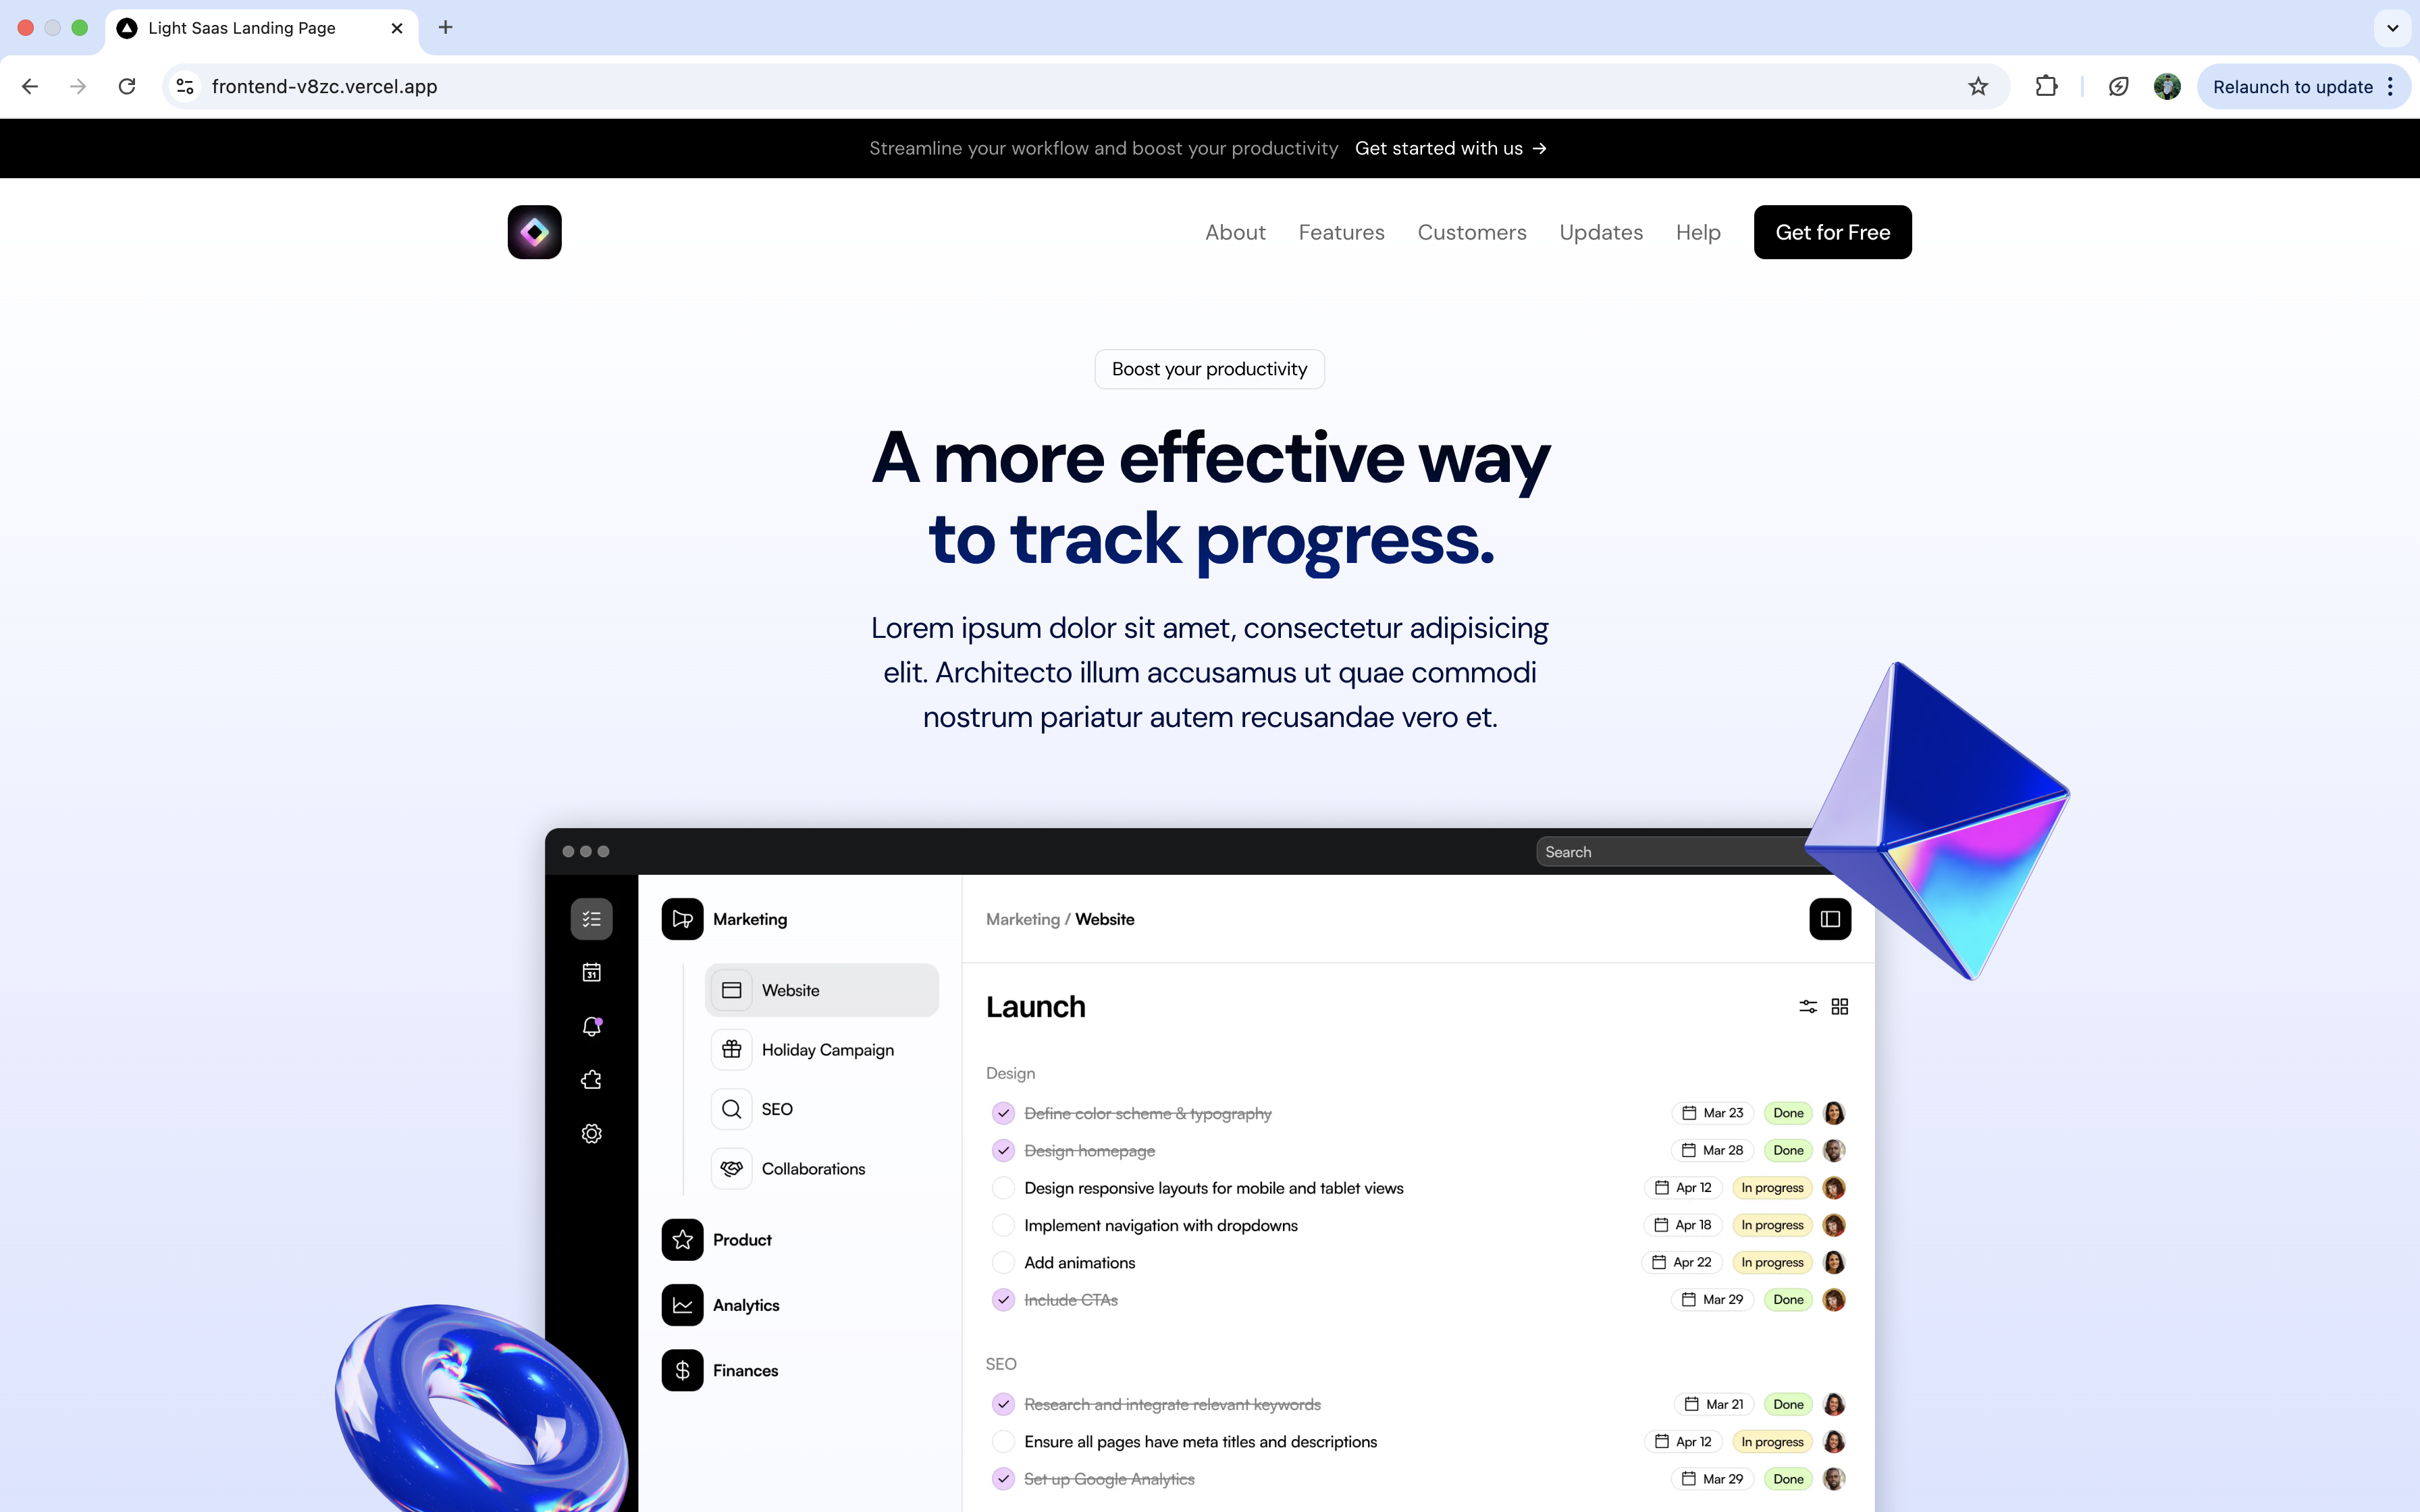 Light Saas Landing Page
frontend-v8zc.vercel.app
Relaunch to update
Streamline your workflow and boost your productivity Get started with us →
About Features Customers Updates Help Get for Free
Boost your productivity
A more effective way
to track progress.
Lorem ipsum dolor sit amet, consectetur adipisicing
elit. Architecto illum accusamus ut quae commodi
nostrum pariatur autem recusandae vero et.
Search
Marketing
Website
Holiday Campaign
SEO
Collaborations
Product
Analytics
Finances
31
Marketing / Website
Launch
Design
Define color scheme & typography Mar 23 Done
Design homepage Mar 28 Done
Design responsive layouts for mobile and tablet views Apr 12 In progress
Implement navigation with dropdowns Apr 18 In progress
Add animations Apr 22 In progress
Include CTAs Mar 29 Done
SEO
Research and integrate relevant keywords Mar 21 Done
Ensure all pages have meta titles and descriptions Apr 12 In progress
Set up Google Analytics Mar 29 Done